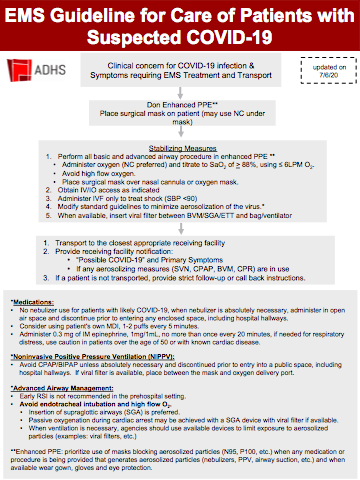 EMS Guideline for Care of Patients with
Suspected COVID-19
ADHS
Clinical concern for COVID-19 infection &
Symptoms requiring EMS Treatment and Transport
updated on
7/6/20
Don Enhanced PPE**
Place surgical mask on patient (may use NC under
mask)
Stabilizing Measures
1. Perform all basic and advanced airway procedure in enhanced PPE **
• Administer oxygen (NC preferred) and titrate to SaO2 of ≥ 88%, using ≤ 6LPM O2.
• Avoid high flow oxygen.
• Place surgical mask over nasal cannula or oxygen mask.
2. Obtain IV/IO access as indicated
3. Administer IVF only to treat shock (SBP <90)
4. Modify standard guidelines to minimize aerosolization of the virus.*
5. When available, insert viral filter between BVM/SGA/ETT and bag/ventilator
1. Transport to the closest appropriate receiving facility
2. Provide receiving facility notification:
• "Possible COVID-19" and Primary Symptoms
• If any aerosolizing measures (SVN, CPAP, BVM, CPR) are in use
3. If a patient is not transported, provide strict follow-up or call back instructions.
*Medications:
• No nebulizer use for patients with likely COVID-19, when nebulizer is absolutely necessary, administer in open
air space and discontinue prior to entering any enclosed space, including hospital hallways.
• Consider using patient's own MDI, 1-2 puffs every 5 minutes.
• Administer 0.3 mg of IM epinephrine, 1mg/1mL, no more than once every 20 minutes, if needed for respiratory
distress, use caution in patients over the age of 50 or with known cardiac disease.
*Noninvasive Positive Pressure Ventilation (NIPPV):
• Avoid CPAP/BIPAP unless absolutely necessary and discontinued prior to entry into a public space, including
hospital hallways. If viral filter is available, place between the mask and oxygen delivery port.
*Advanced Airway Management:
• Early RSI is not recommended in the prehospital setting.
• Avoid endotracheal intubation and high flow O2.
• Insertion of supraglottic airways (SGA) is preferred.
• Passive oxygenation during cardiac arrest may be achieved with a SGA device with viral filter if available.
• When ventilation is necessary, agencies should use available devices to limit exposure to aerosolized
particles (examples: viral filters, etc.)
**Enhanced PPE: prioritize use of masks blocking aerosolized particles (N95, P100, etc.) when any medication or
procedure is being provided that generates aerosolized particles (nebulizers, PPV, airway suction, etc.) and when
available wear gown, gloves and eye protection.